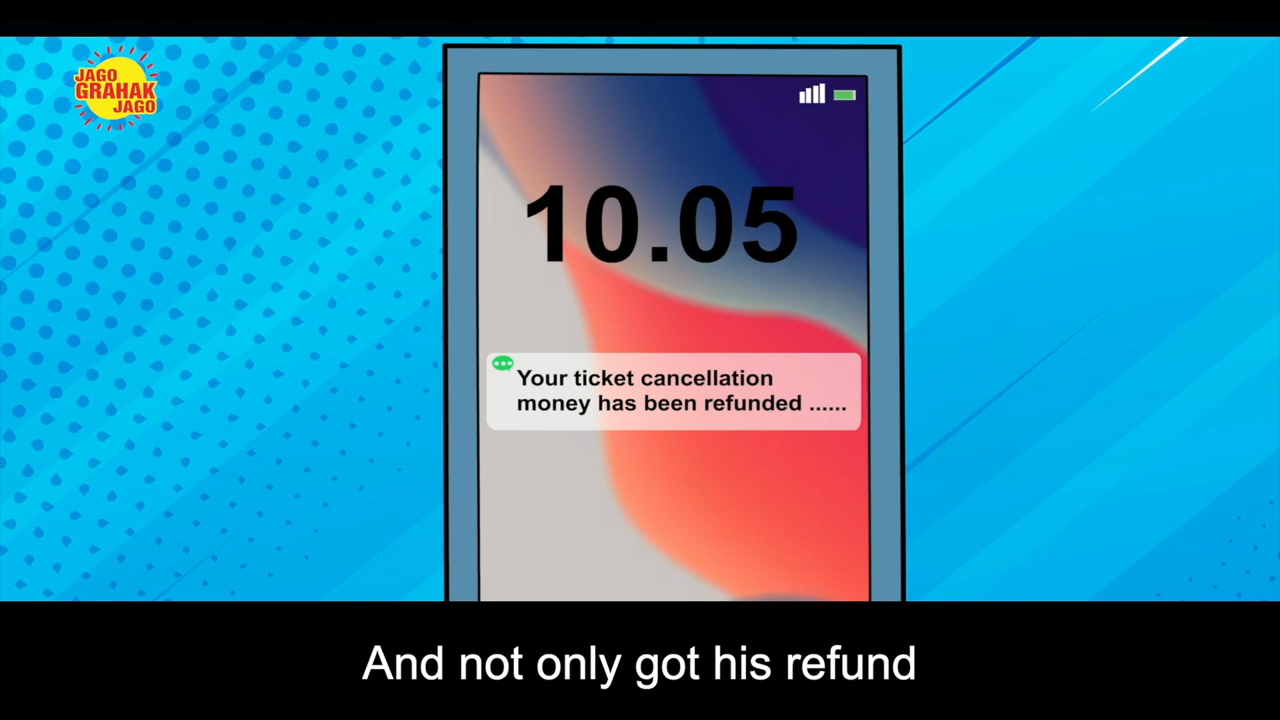 JAGO
GRAHAK
JAGO
10.05
Your ticket cancellation
money has been refunded ......
And not only got his refund